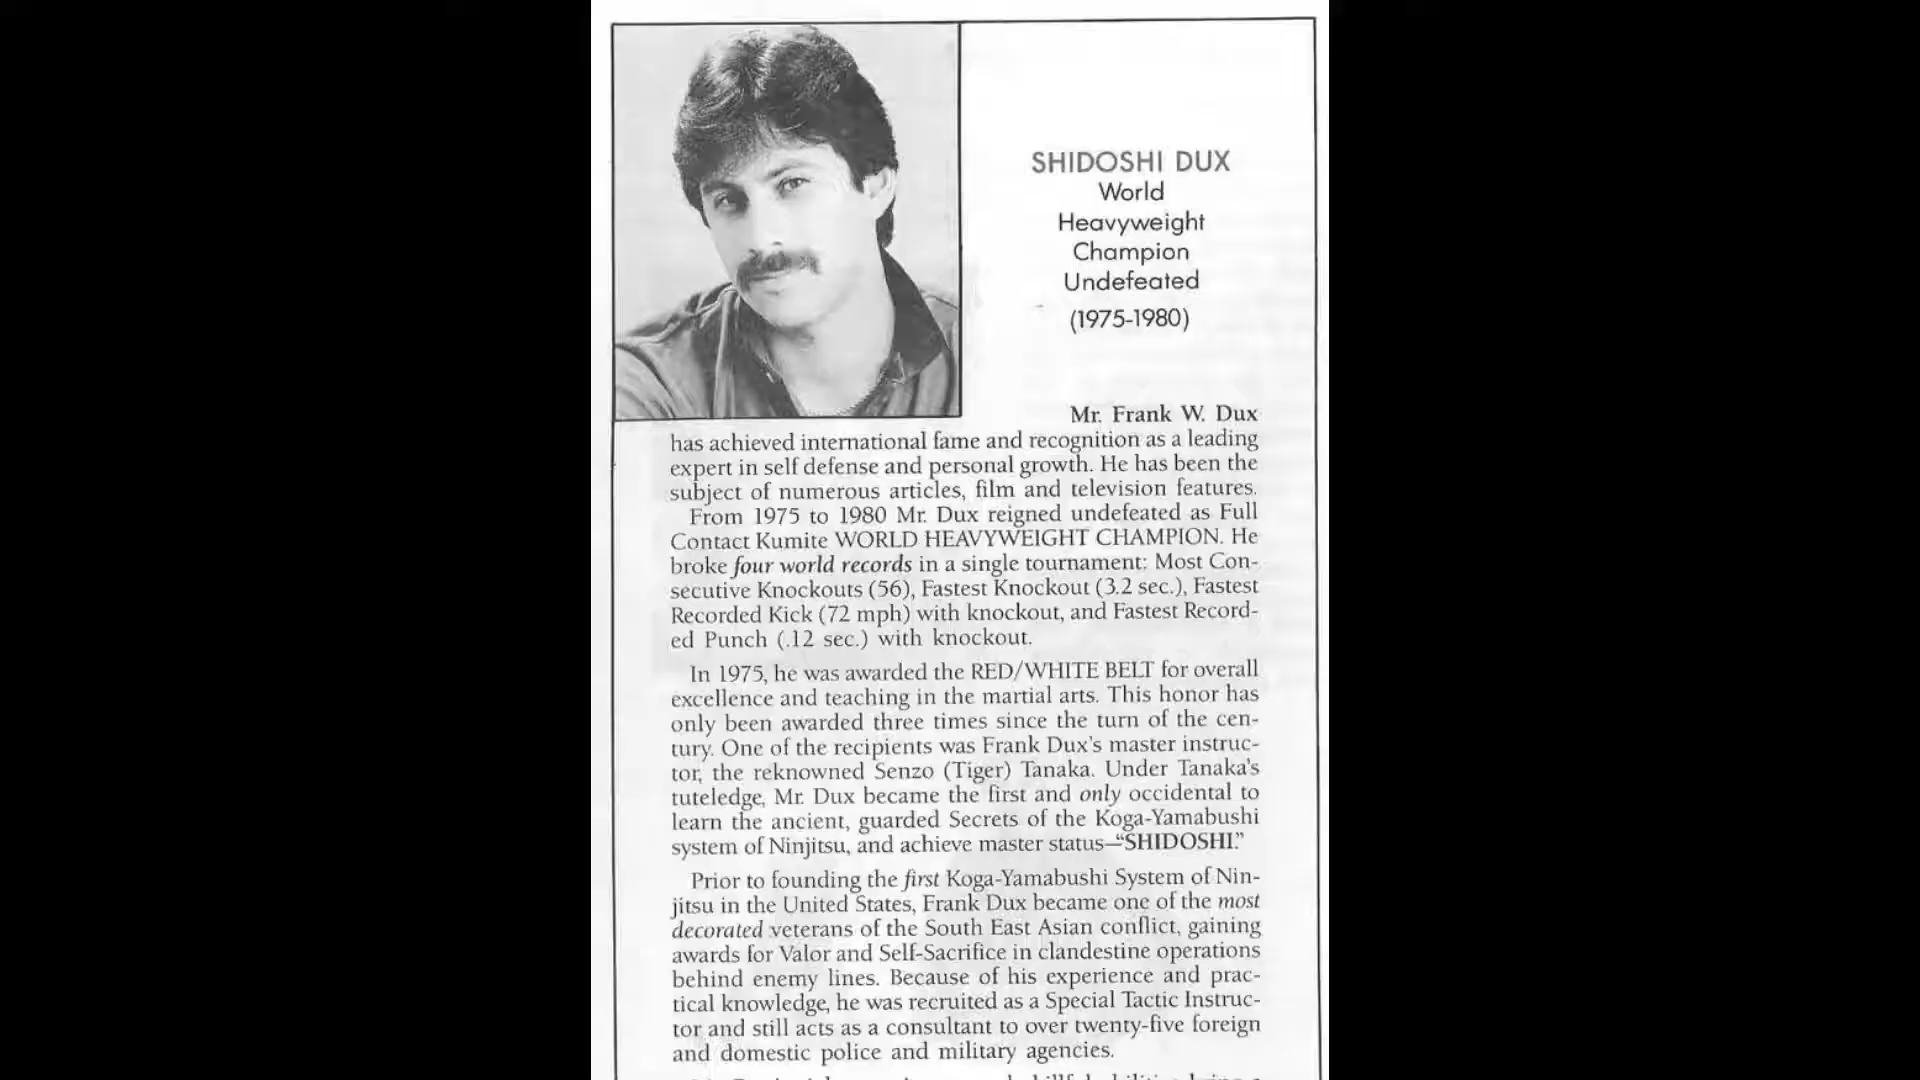 SHIDOSHI DUX
World
Heavyweight
Champion
Undefeated
(1975-1980)
Mr. Frank W. Dux
has achieved international fame and recognition as a leading
expert in self defense and personal growth. He has been the
subject of numerous articles, film and television features.
From 1975 to 1980 Mr. Dux reigned undefeated as Full
Contact Kumite WORLD HEAVYWEIGHT CHAMPION. He
broke four world records in a single tournament: Most Con-
secutive Knockouts (56), Fastest Knockout (3.2 sec.), Fastest
Recorded Kick (72 mph) with knockout, and Fastest Record-
ed Punch (.12 sec.) with knockout.
In 1975, he was awarded the RED/WHITE BELT for overall
excellence and teaching in the martial arts. This honor has
only been awarded three times since the turn of the cen-
tury. One of the recipients was Frank Dux's master instruc-
tor, the reknowned Senzo (Tiger) Tanaka. Under Tanaka's
tuteledge, Mr. Dux became the first and only occidental to
learn the ancient, guarded Secrets of the Koga-Yamabushi
system of Ninjitsu, and achieve master status—"SHIDOSHI."
Prior to founding the first Koga-Yamabushi System of Nin-
jitsu in the United States, Frank Dux became one of the most
decorated veterans of the South East Asian conflict, gaining
awards for Valor and Self-Sacrifice in clandestine operations
behind enemy lines. Because of his experience and prac-
tical knowledge, he was recruited as a Special Tactic Instruc-
tor and still acts as a consultant to over twenty-five foreign
and domestic police and military agencies.